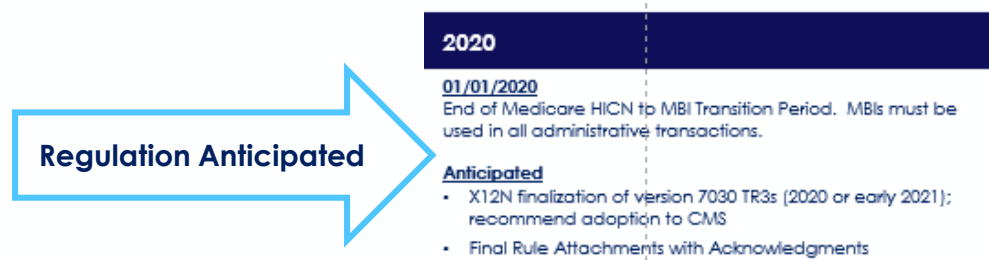 2020
01/01/2020
End of Medicare HICN to MBI Transition Period. MBIs must be
used in all administrative transactions.
Regulation Anticipated
Anticipated
• X12N finalization of version 7030 TR3s (2020 or early 2021);
recommend adoption to CMS
• Final Rule Attachments with Acknowledgments